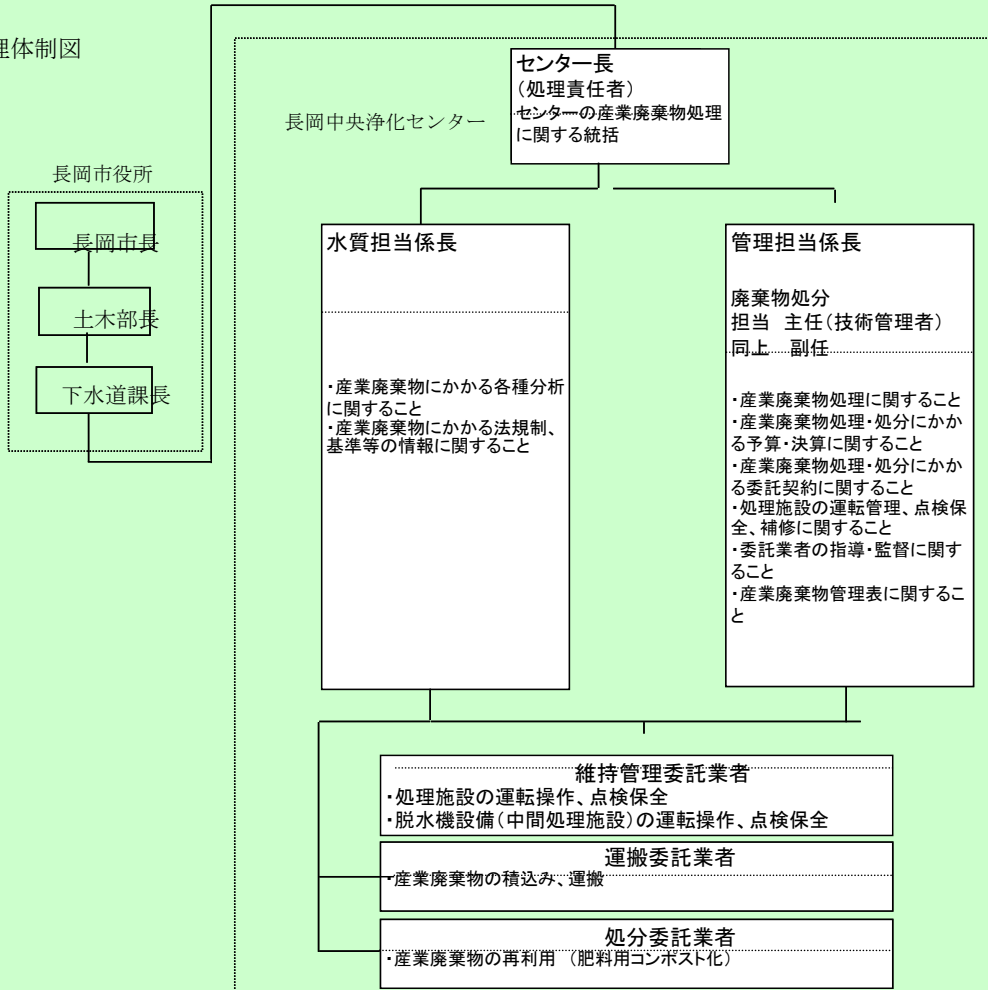 理体制図
長岡市役所
長岡市長
土木部長
下水道課長
長岡中央浄化センター
センター長
(処理責任者)
センターの産業廃棄物処理
に関する統括
水質担当係長
・産業廃棄物にかかる各種分析
に関すること
・産業廃棄物にかかる法規制、
基準等の情報に関すること
管理担当係長
廃棄物処分
担当 主任(技術管理者)
同上 副任
・産業廃棄物処理に関すること
・産業廃棄物処理・処分にかか
る予算・決算に関すること
・産業廃棄物処理・処分にかか
る委託契約に関すること
・処理施設の運転管理、点検保
全、補修に関すること
・委託業者の指導・監督に関す
ること
・産業廃棄物管理表に関するこ
と
維持管理委託業者
・処理施設の運転操作、点検保全
・脱水機設備(中間処理施設)の運転操作、点検保全
運搬委託業者
・産業廃棄物の積込み、運搬
処分委託業者
・産業廃棄物の再利用 (肥料用コンポスト化)